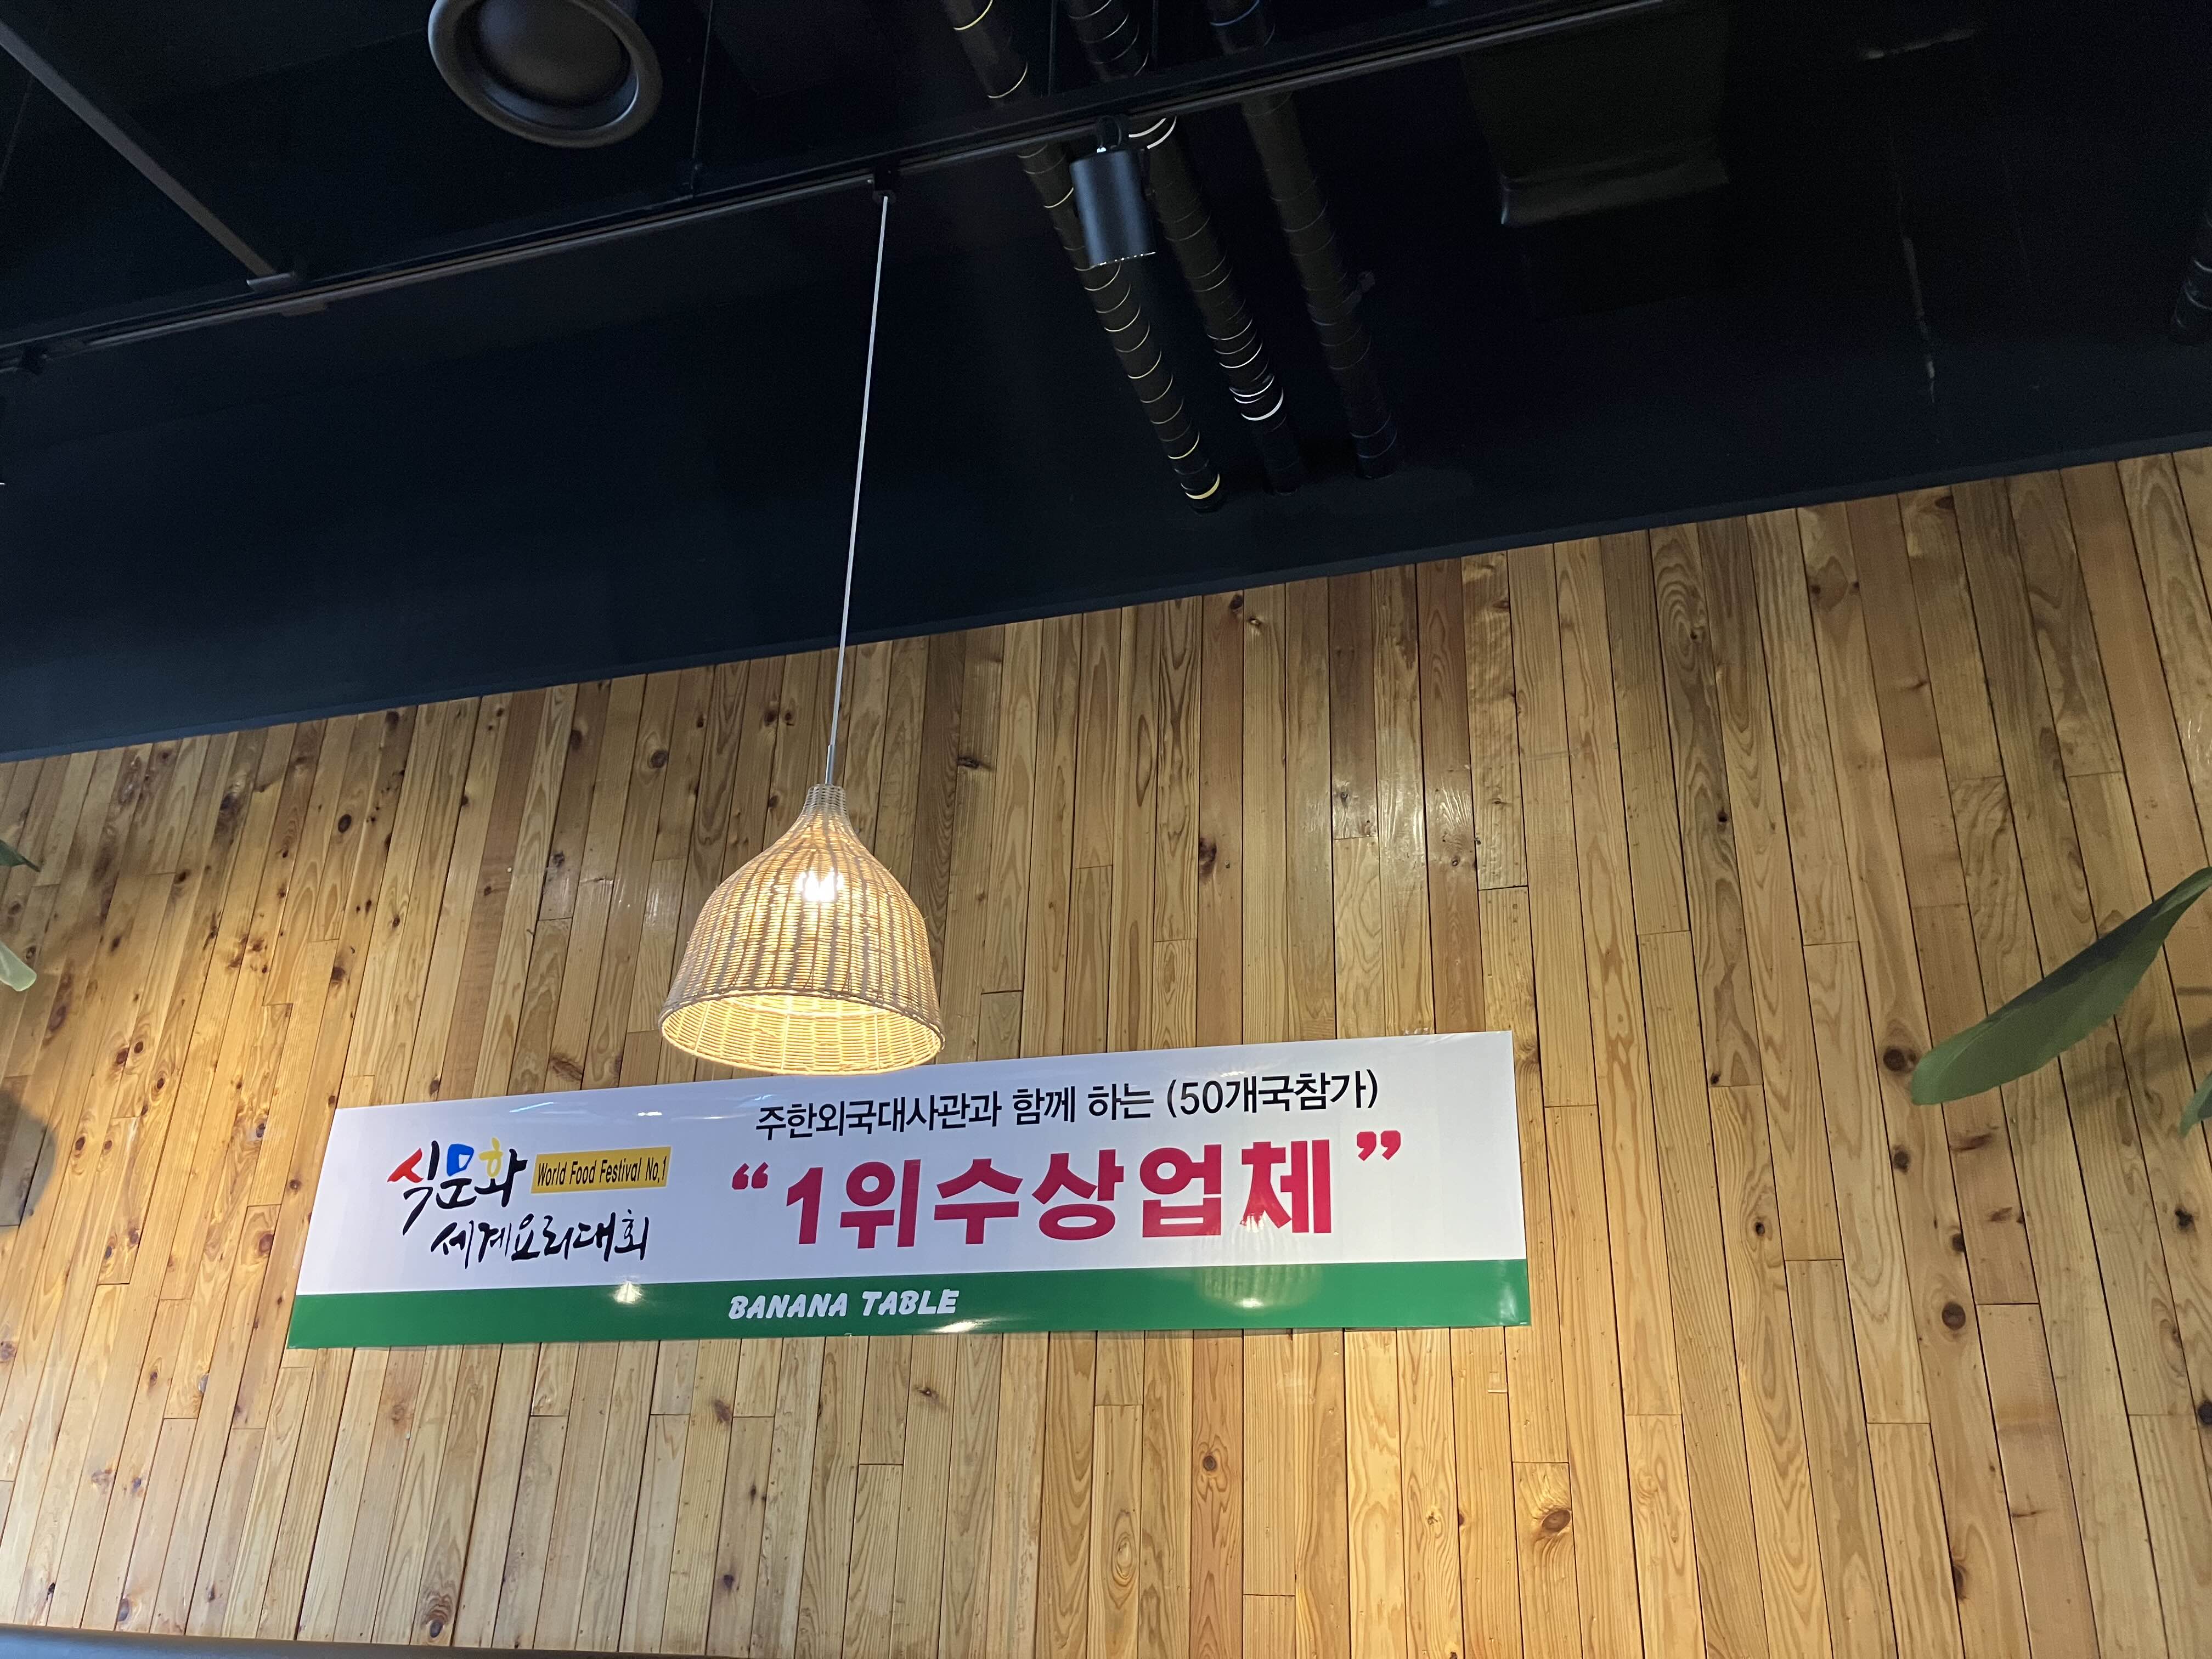 주한외국대사관과 함께 하는 (50개국참가)
식문화 World Food Festival No,1
세계요리대회
“1위수상업체”
BANANA TABLE